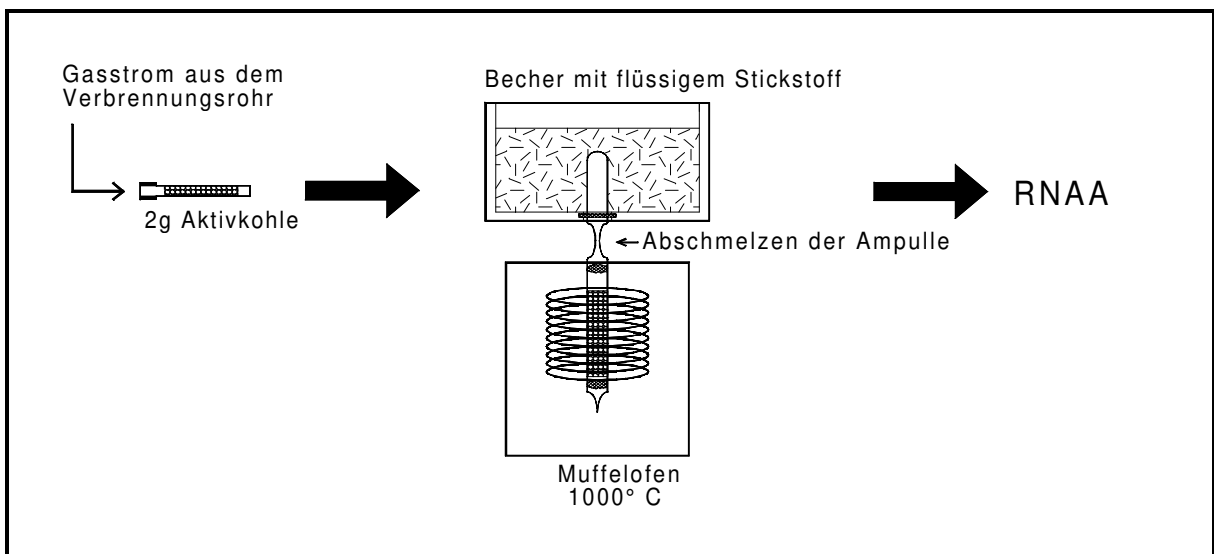 Gasstrom aus dem
Verbrennungsrohr
2g Aktivkohle
Becher mit flüssigem Stickstoff
Abschmelzen der Ampulle
Muffelofen
1000° C
RNAA